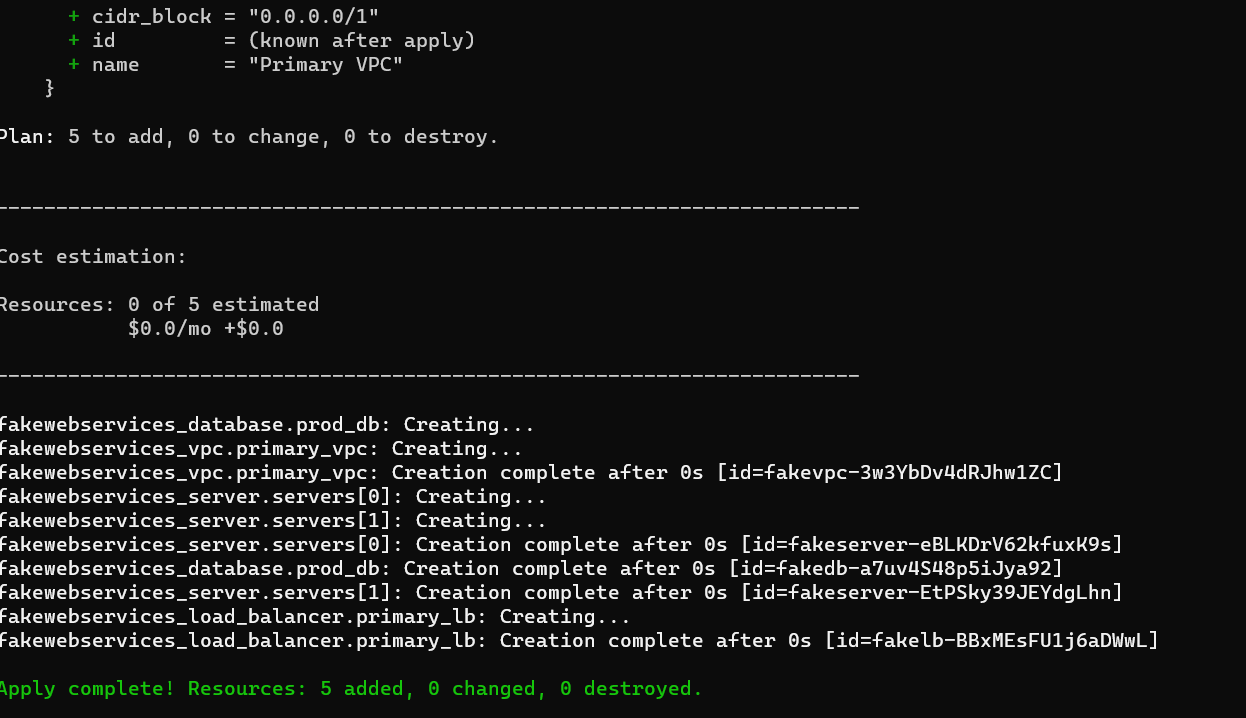 + cidr_block = "0.0.0.0/1"
+ id         = (known after apply)
+ name       = "Primary VPC"
}
Plan: 5 to add, 0 to change, 0 to destroy.
------------------------------------------------------------------------
Cost estimation:
Resources: 0 of 5 estimated
$0.0/mo +$0.0
------------------------------------------------------------------------
fakewebservices_database.prod_db: Creating...
fakewebservices_vpc.primary_vpc: Creating...
fakewebservices_vpc.primary_vpc: Creation complete after 0s [id=fakevpc-3w3YbDv4dRJhw1ZC]
fakewebservices_server.servers[0]: Creating...
fakewebservices_server.servers[1]: Creating...
fakewebservices_server.servers[0]: Creation complete after 0s [id=fakeserver-eBLKDrV62kfuxK9s]
fakewebservices_database.prod_db: Creation complete after 0s [id=fakedb-a7uv4S48p5iJya92]
fakewebservices_server.servers[1]: Creation complete after 0s [id=fakeserver-EtPSky39JEYdgLhn]
fakewebservices_load_balancer.primary_lb: Creating...
fakewebservices_load_balancer.primary_lb: Creation complete after 0s [id=fakelb-BBxMEsFU1j6aDWwL]
Apply complete! Resources: 5 added, 0 changed, 0 destroyed.